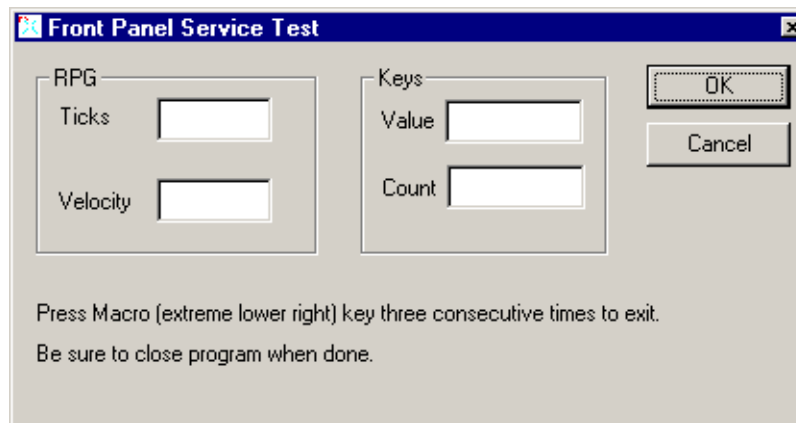 Front Panel Service Test
RPG
Ticks
Velocity
Keys
Value
Count
OK
Cancel
Press Macro (extreme lower right) key three consecutive times to exit.
Be sure to close program when done.